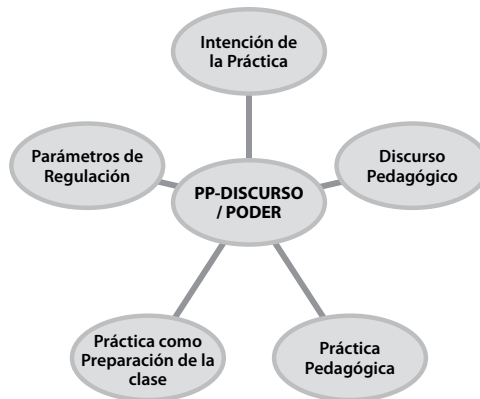 Intención de
la Práctica
Parámetros de
Regulación
Discurso
Pedagógico
PP-DISCURSO
/ PODER
Práctica como
Preparación de la
clase
Práctica
Pedagógica